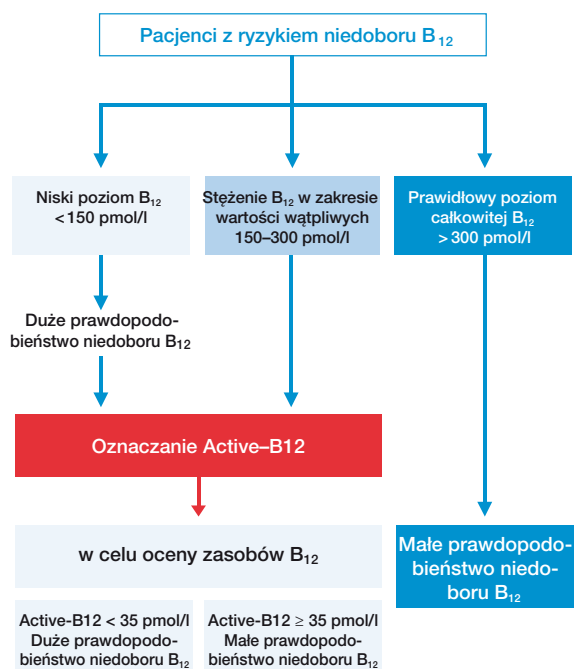 Pacjenci z ryzykiem niedoboru B12
Niski poziom B12
< 150 pmol/l
Stężenie B12 w zakresie
wartości wątpliwych
150–300 pmol/l
Prawidłowy poziom
całkowitej B12
> 300 pmol/l
Duże prawdopodo-
bieństwo niedoboru B12
Oznaczanie Active–B12
w celu oceny zasobów B12
Małe prawdopodo-
bieństwo niedo-
boru B12
Active-B12 < 35 pmol/l
Duże prawdopodo-
bieństwo niedoboru B12
Active-B12 ≥ 35 pmol/l
Małe prawdopodo-
bieństwo niedoboru B12